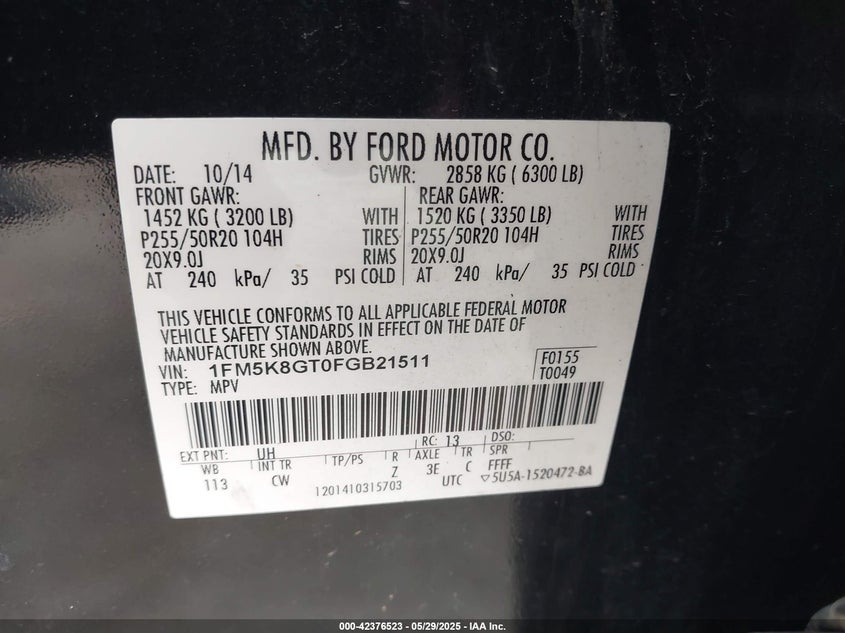 MFD. BY FORD MOTOR CO.
DATE: 10/14 GVWR: 2858 KG ( 6300 LB)
FRONT GAWR: REAR GAWR:
1452 KG ( 3200 LB) WITH 1520 KG ( 3350 LB) WITH
P255/50R20 104H TIRES P255/50R20 104H TIRES
20X9.0J RIMS 20X9.0J RIMS
AT 240 kPa/ 35 PSI COLD AT 240 kPa/ 35 PSI COLD
THIS VEHICLE CONFORMS TO ALL APPLICABLE FEDERAL MOTOR
VEHICLE SAFETY STANDARDS IN EFFECT ON THE DATE OF
MANUFACTURE SHOWN ABOVE.
VIN: 1FM5K8GT0FGB21511 F0155
TYPE: MPV T0049
RC: 13 DSO:
EXT PNT: UH
WB INT TR TP/PS R AXLE TR SPR
113 CW Z 3E C FFFF
1201410315703 UTC ▽5U5A-1520472-BA
000-42376523 — 05/29/2025 — IAA Inc.